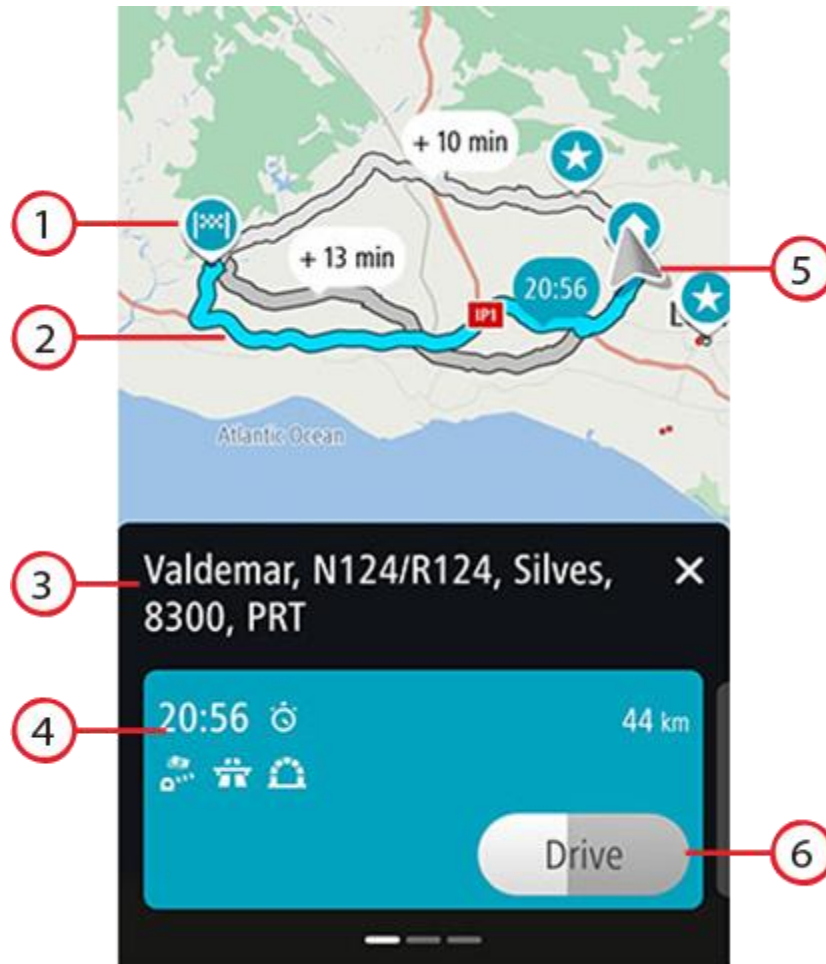 + 10 min
1
+ 13 min
20:56
5
IP1
2
Atlantic Ocean
3
Valdemar, N124/R124, Silves,
8300, PRT
4
20:56
44 km
Drive
6